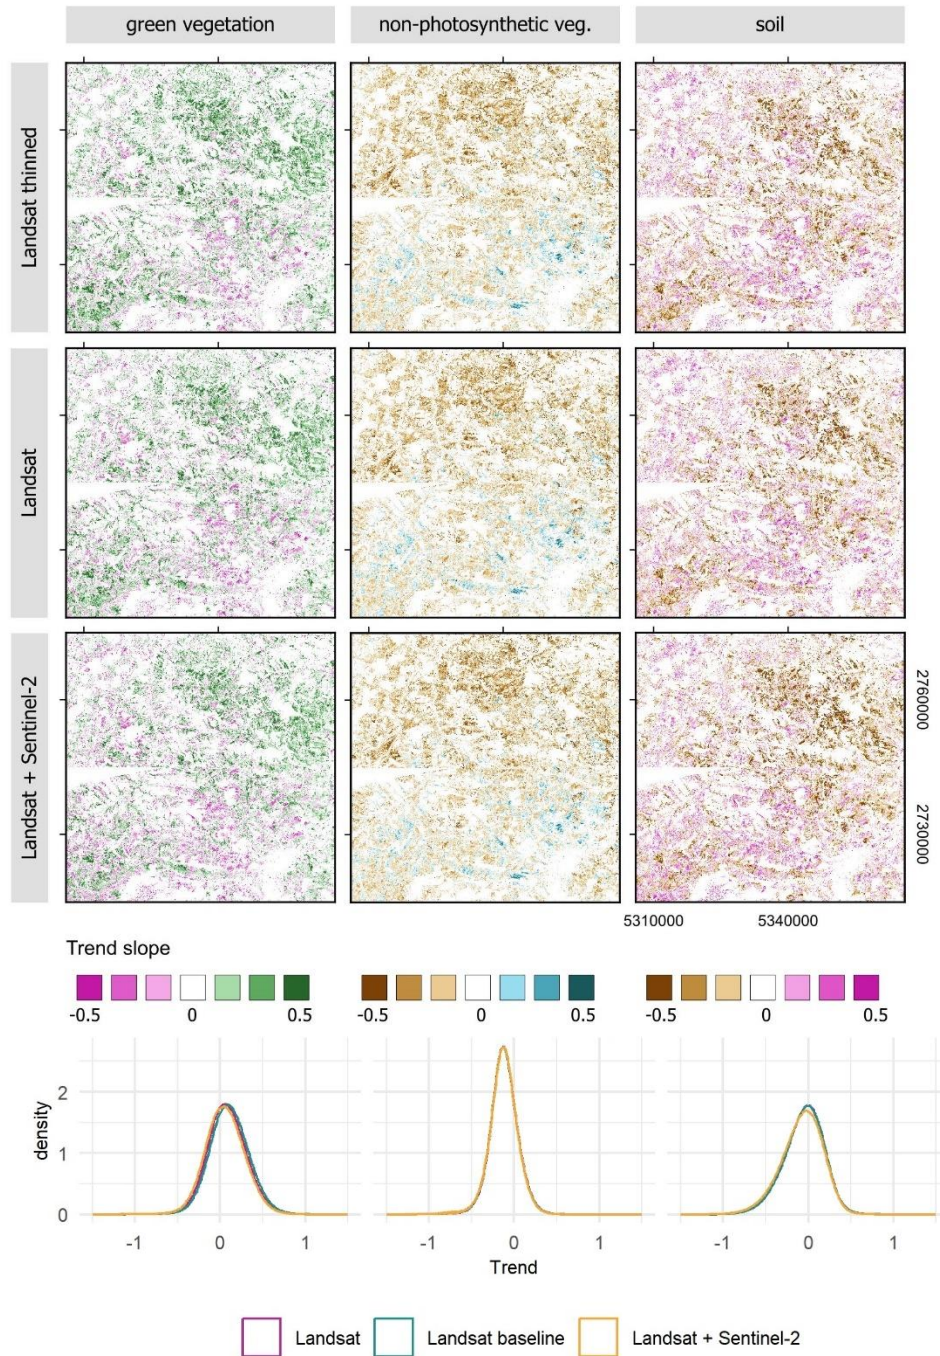 green vegetation
non-photosynthetic veg.
soil
Landsat thinned
Landsat
Landsat + Sentinel-2
2760000
2730000
5310000
5340000
Trend slope
-0.5 0 0.5
-0.5 0 0.5
-0.5 0 0.5
density
2
1
0
-1 0 1
-1 0 1
-1 0 1
Trend
Landsat
Landsat baseline
Landsat + Sentinel-2